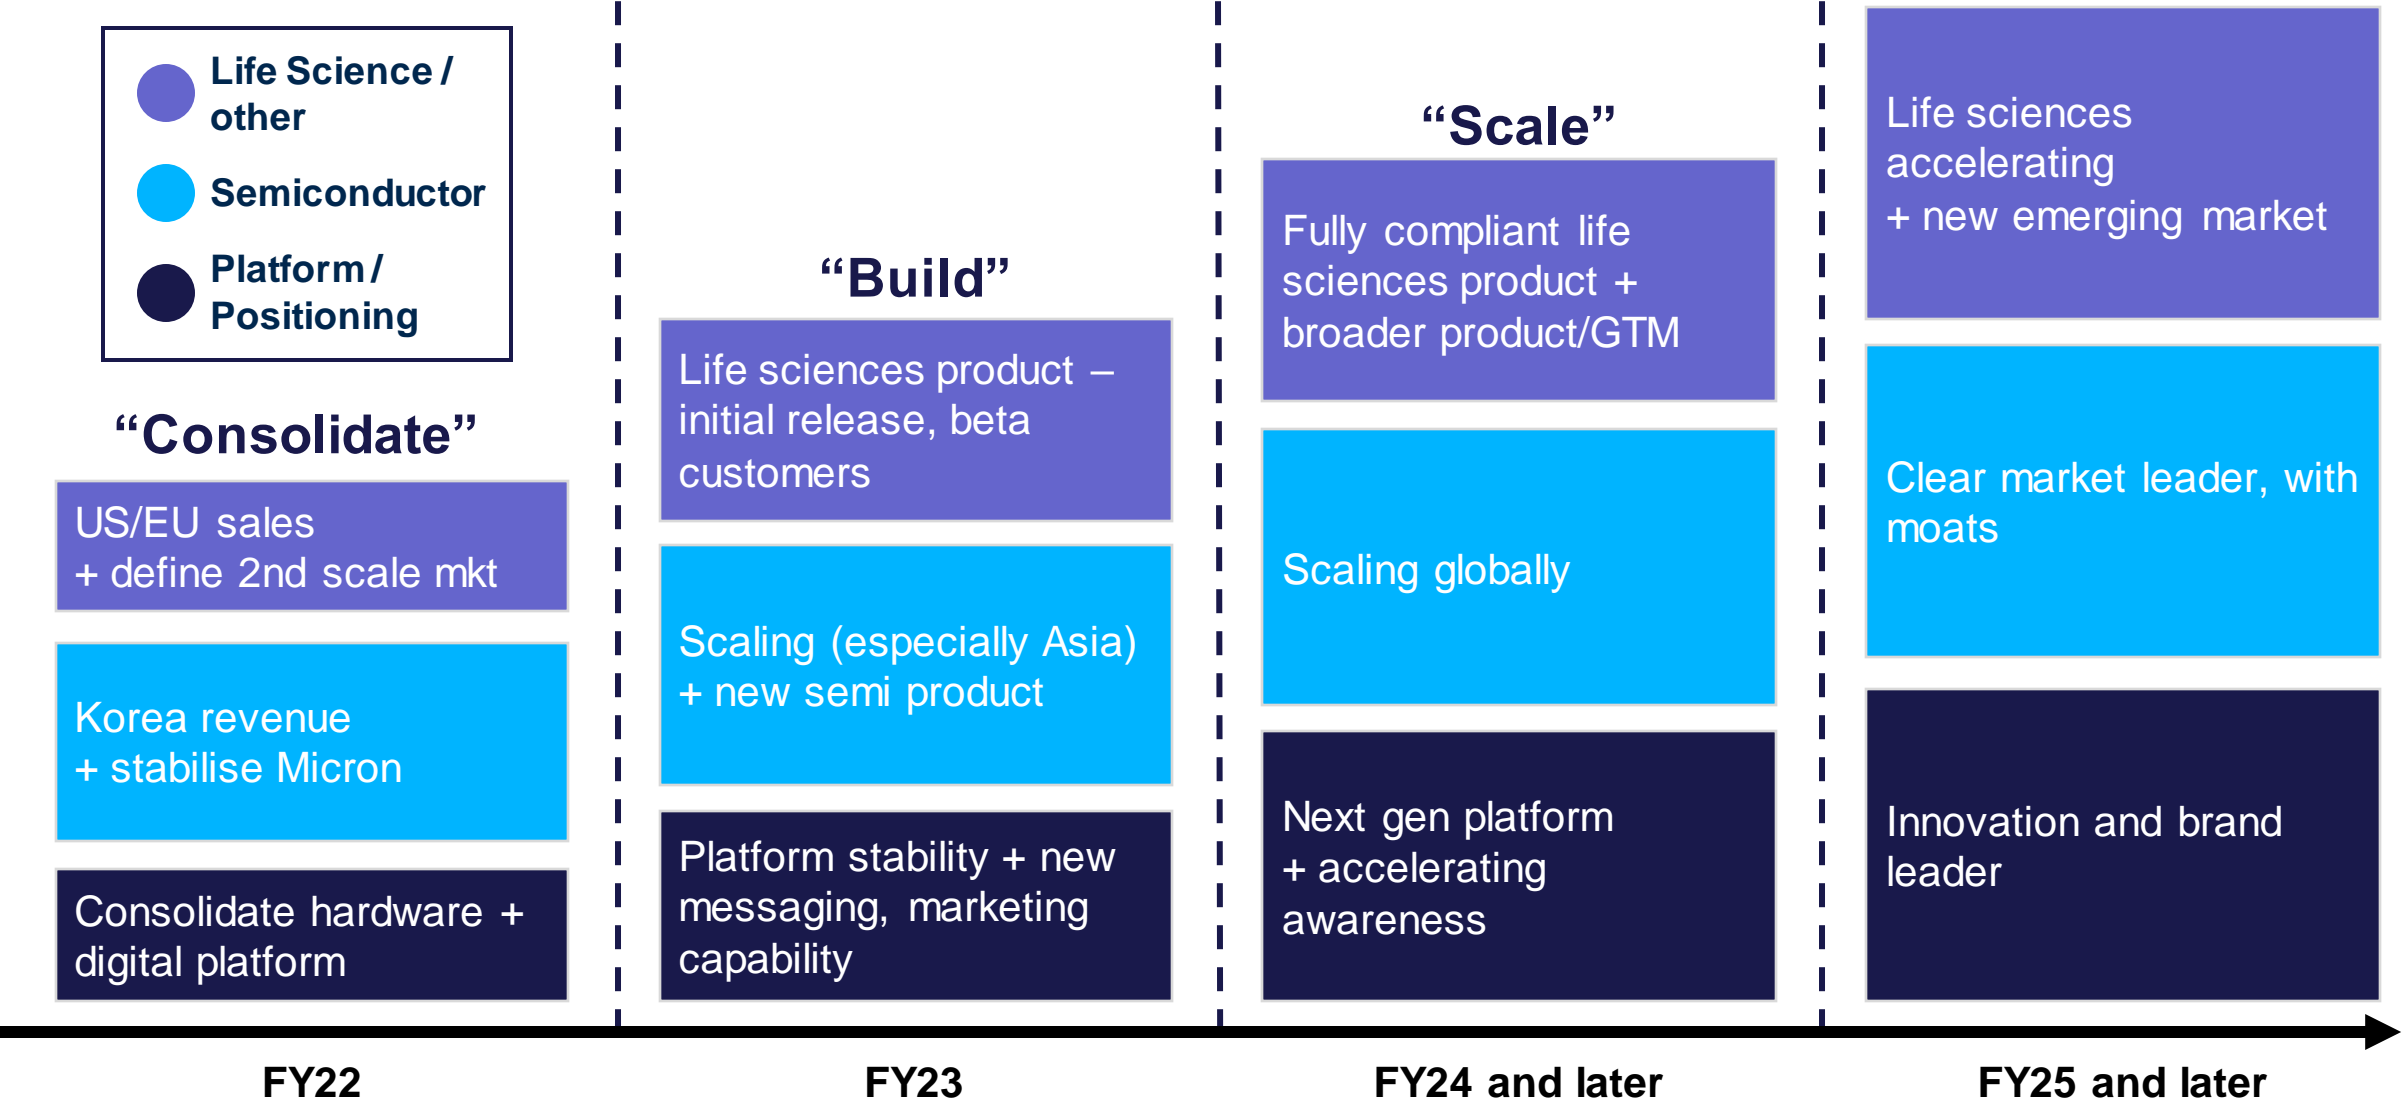 Life Science /
other
Semiconductor
Platform /
Positioning
“Consolidate”
US/EU sales
+ define 2nd scale mkt
Korea revenue
+ stabilise Micron
Consolidate hardware +
digital platform
“Build”
Life sciences product –
initial release, beta
customers
Scaling (especially Asia)
+ new semi product
Platform stability + new
messaging, marketing
capability
“Scale”
Fully compliant life
sciences product +
broader product/GTM
Scaling globally
Next gen platform
+ accelerating
awareness
Life sciences
accelerating
+ new emerging market
Clear market leader, with
moats
Innovation and brand
leader
FY22
FY23
FY24 and later
FY25 and later